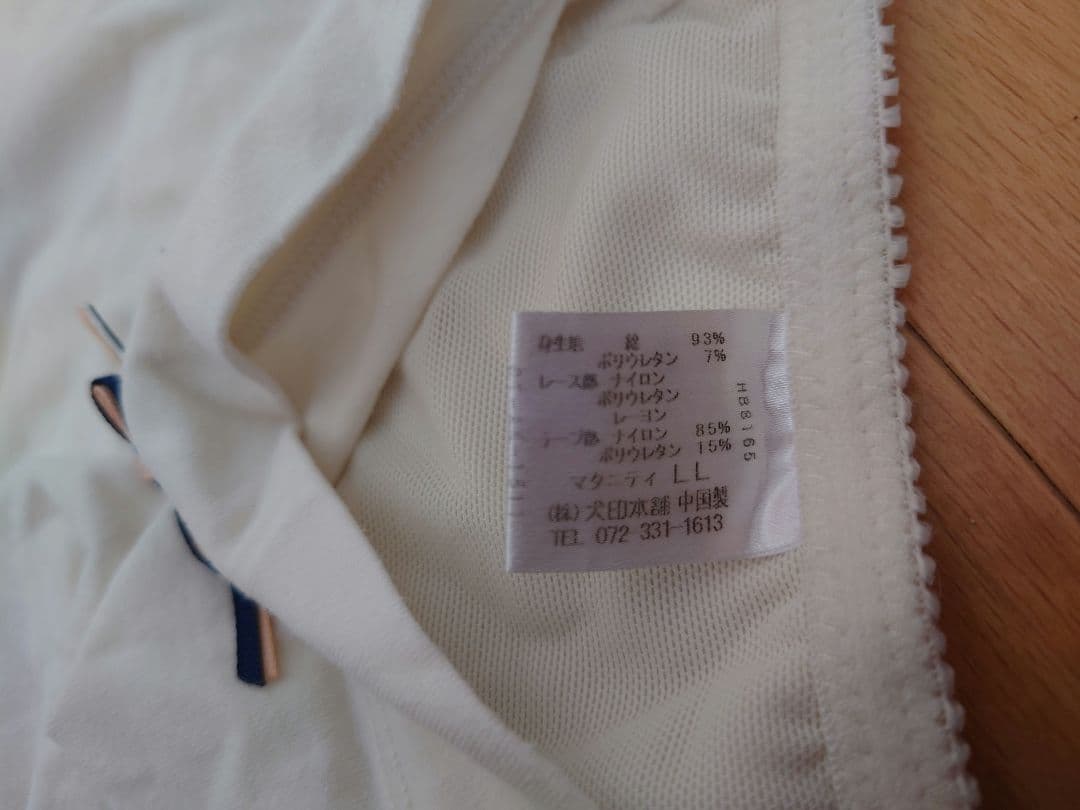 身生地 綿 93%
ポリウレタン 7%
レース部 ナイロン
ポリウレタン
レーヨン
テープ部 ナイロン 85%
ポリウレタン 15%
マタニティ LL
(株)犬印本舗 中国製
TEL 072 331-1613
HB8165